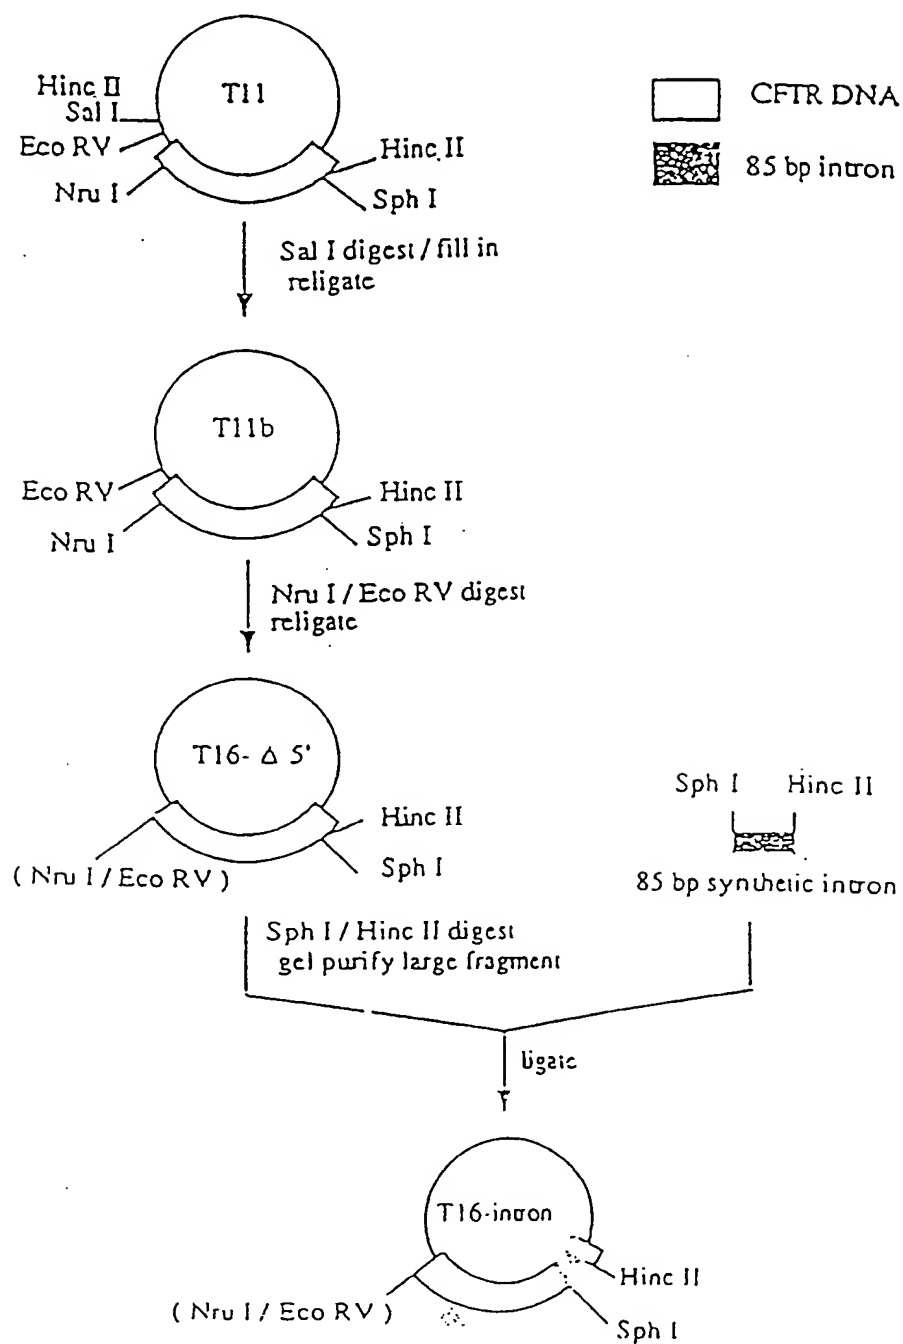 T11
Hinc II
Sal I
Eco RV
Nru I
Hinc II
Sph I
CFTR DNA
85 bp intron
Sal I digest / fill in
religate
T11b
Eco RV
Nru I
Hinc II
Sph I
Nru I / Eco RV digest
religate
T16- Δ 5'
Hinc II
Sph I
( Nru I / Eco RV )
Sph I Hinc II
85 bp synthetic intron
Sph I / Hinc II digest
gel purify large fragment
ligate
T16-intron
Hinc II
( Nru I / Eco RV )
Sph I